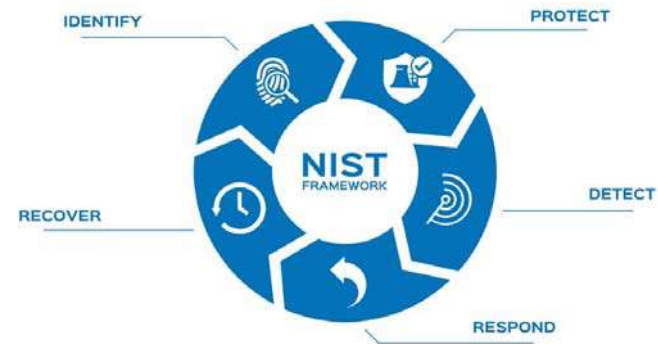 IDENTIFY
PROTECT
NIST
FRAMEWORK
DETECT
RECOVER
RESPOND